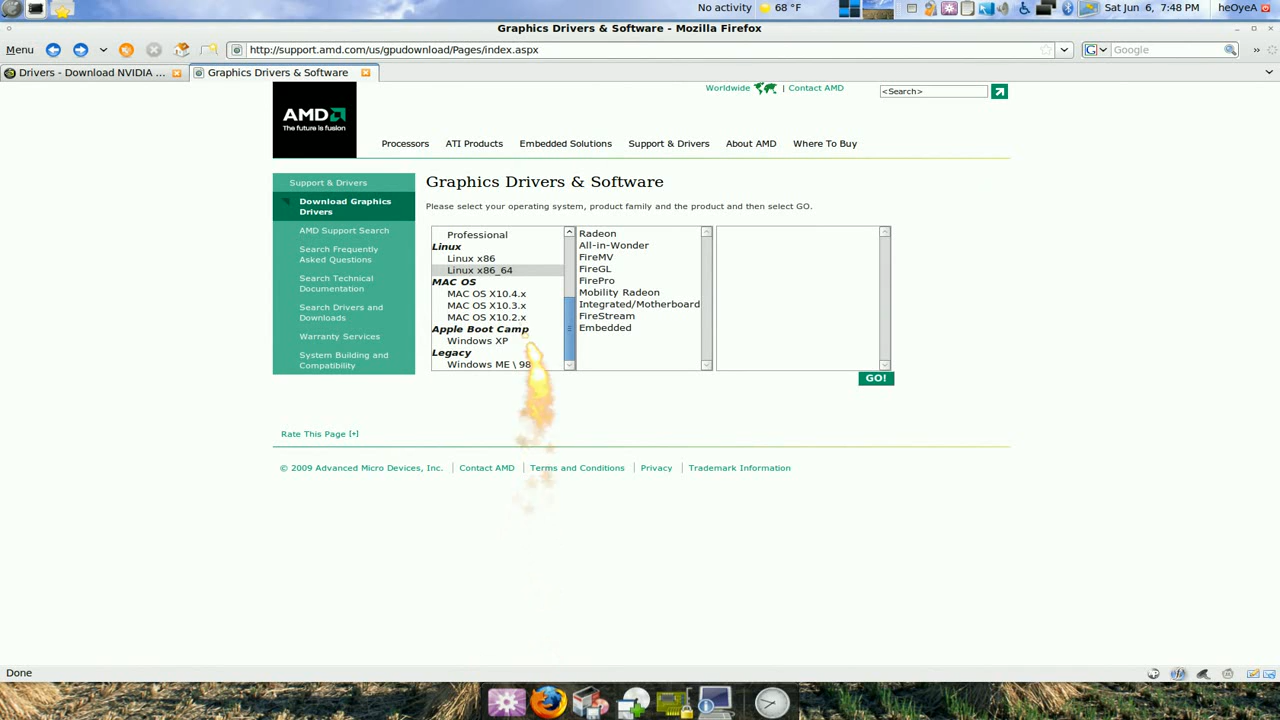 No activity
68 °F
Sat Jun 6, 7:48 PM
heOyeA
Graphics Drivers & Software - Mozilla Firefox
Menu
http://support.amd.com/us/gpudownload/Pages/index.aspx
Google
»
Drivers - Download NVIDIA ...
Graphics Drivers & Software
AMD
The future is fusion
Worldwide
| Contact AMD
<Search>
Processors
ATI Products
Embedded Solutions
Support & Drivers
About AMD
Where To Buy
Support & Drivers
Download Graphics
Drivers
AMD Support Search
Search Frequently
Asked Questions
Search Technical
Documentation
Search Drivers and
Downloads
Warranty Services
System Building and
Compatibility
Graphics Drivers & Software
Please select your operating system, product family and the product and then select GO.
Professional
Linux
Linux x86
Linux x86_64
MAC OS
MAC OS X10.4.x
MAC OS X10.3.x
MAC OS X10.2.x
Apple Boot Camp
Windows XP
Legacy
Windows ME \ 98
Radeon
All-in-Wonder
FireMV
FireGL
FirePro
Mobility Radeon
Integrated/Motherboard
FireStream
Embedded
GO!
Rate This Page [+]
© 2009 Advanced Micro Devices, Inc.
Contact AMD
Terms and Conditions
Privacy
Trademark Information
Done